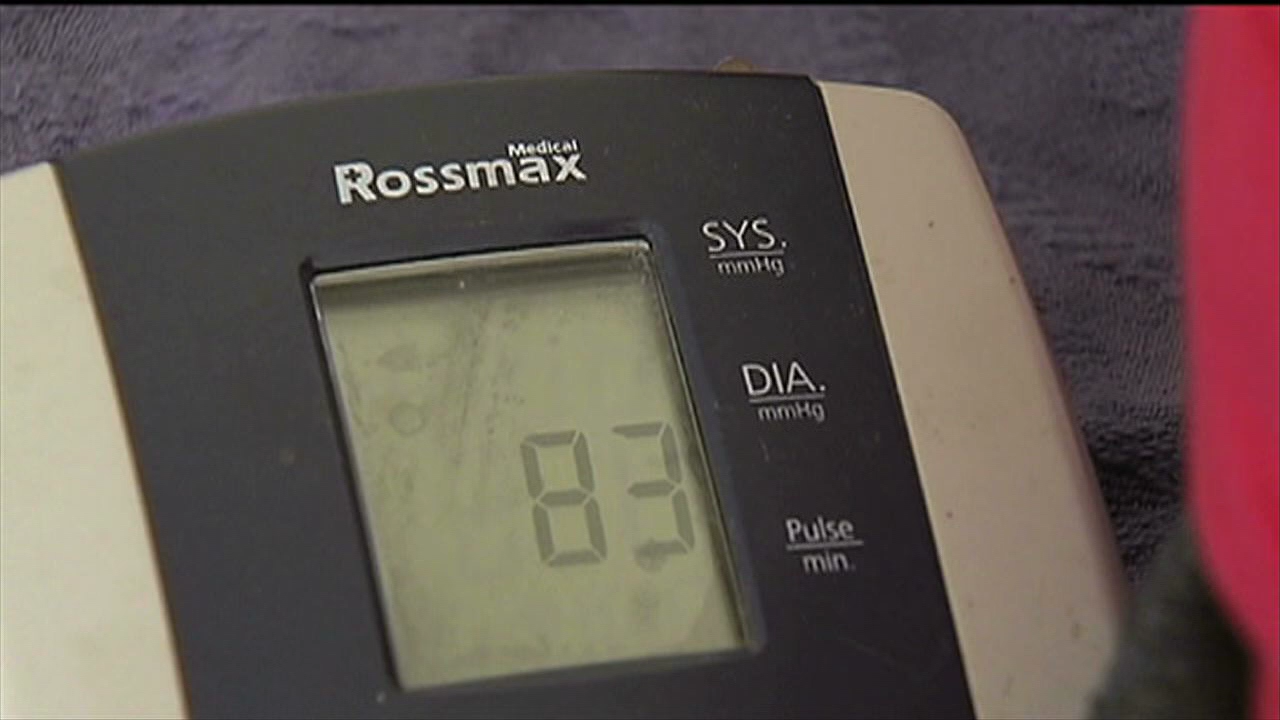 Medical
Rossmax
SYS.
mmHg
DIA.
mmHg
83
Pulse
min.